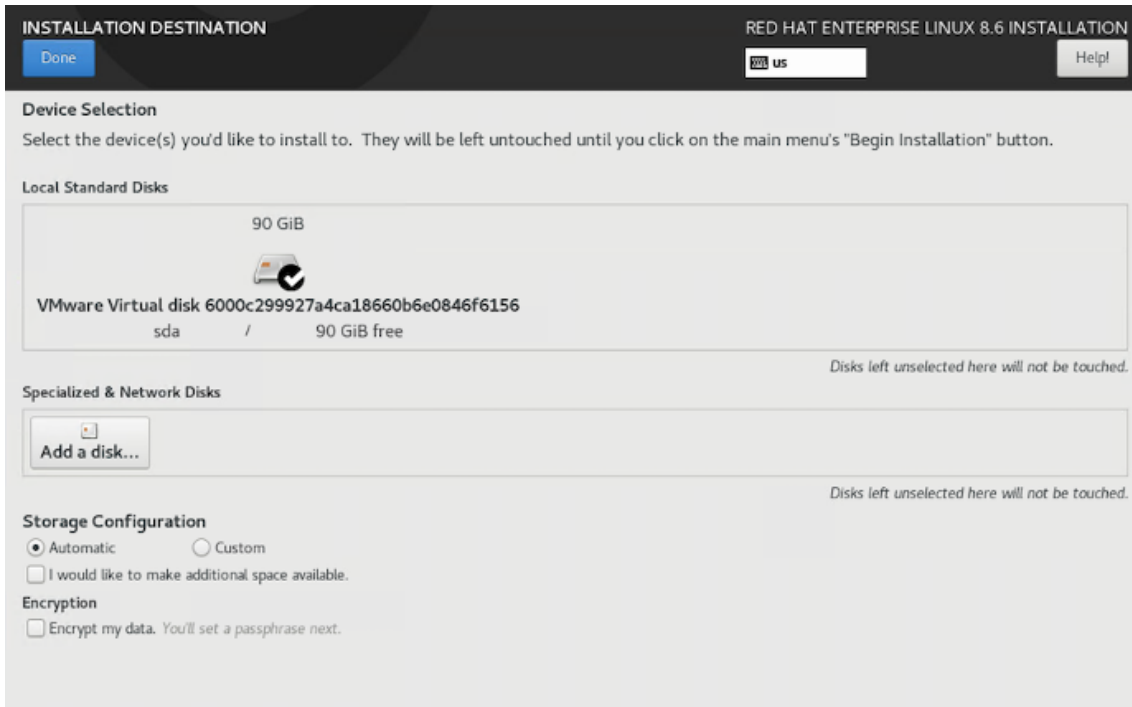 INSTALLATION DESTINATION
RED HAT ENTERPRISE LINUX 8.6 INSTALLATION
Done
us
Help!
Device Selection
Select the device(s) you'd like to install to. They will be left untouched until you click on the main menu's "Begin Installation" button.
Local Standard Disks
90 GiB
VMware Virtual disk 6000c299927a4ca18660b6e0846f6156
sda / 90 GiB free
Disks left unselected here will not be touched.
Specialized & Network Disks
Add a disk...
Disks left unselected here will not be touched.
Storage Configuration
Automatic Custom
I would like to make additional space available.
Encryption
Encrypt my data. You'll set a passphrase next.